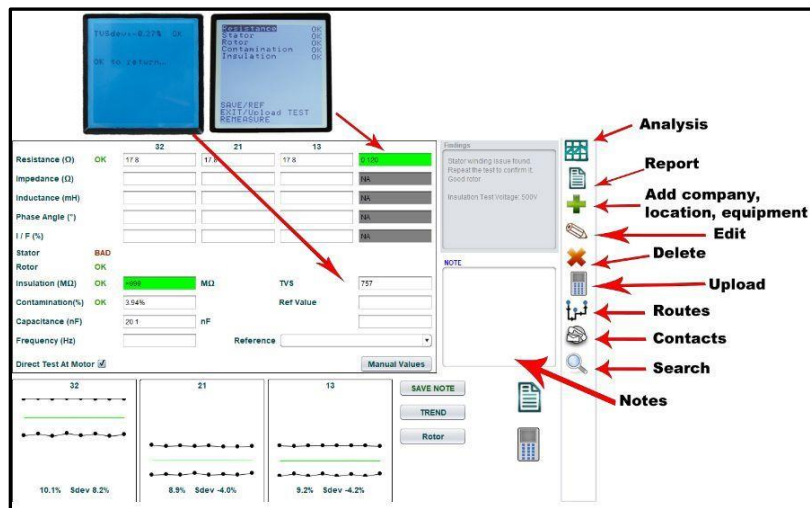 TVSdev:-0.27% OK
OK to return…
Resistance OK
Stator OK
Rotor OK
Contamination OK
Insulation OK
SAVE/REF
EXIT/Upload TEST
REMEASURE
32 21 13
Resistance (Ω) OK 17.8 17.8 17.8 0.120
Impedance (Ω) NA
Inductance (mH) NA
Phase Angle (°) NA
I / F (%) NA
Stator BAD
Rotor OK
Insulation (MΩ) OK >999 MΩ TVS 757
Contamination(%) OK 3.94% Ref Value
Capacitance (nF) 20.1 nF
Frequency (Hz) Reference
Direct Test At Motor Manual Values
Findings
Stator winding issue found.
Repeat the test to confirm it.
Good rotor.
Insulation Test Voltage: 500V
NOTE
Analysis
Report
Add company,
location, equipment
Edit
Delete
Upload
Routes
Contacts
Search
Notes
32
10.1% Sdev 8.2%
21
8.9% Sdev -4.0%
13
9.2% Sdev -4.2%
SAVE NOTE
TREND
Rotor